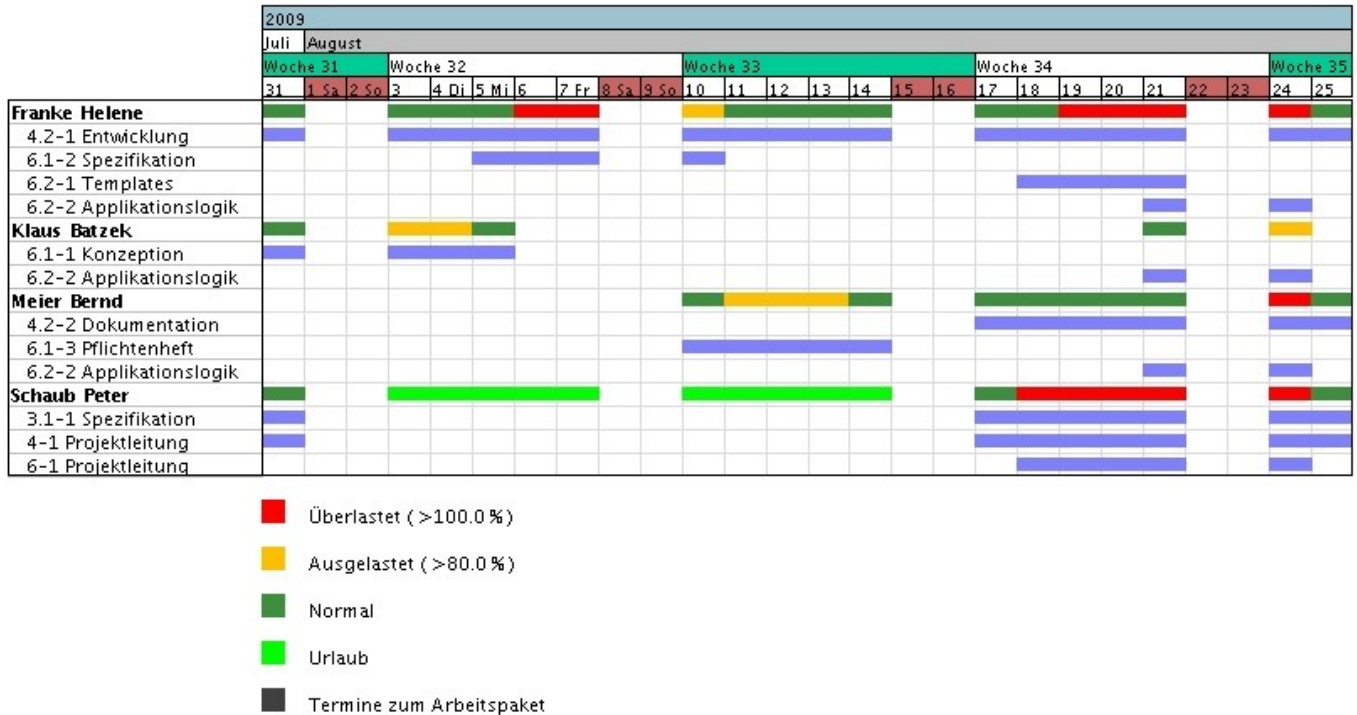 2009
Juli August
Woche 31 Woche 32 Woche 33 Woche 34 Woche 35
31 1 Sa 2 So 3 4 Di 5 Mi 6 7 Fr 8 Sa 9 So 10 11 12 13 14 15 16 17 18 19 20 21 22 23 24 25
Franke Helene
4.2-1 Entwicklung
6.1-2 Spezifikation
6.2-1 Templates
6.2-2 Applikationslogik
Klaus Batzek
6.1-1 Konzeption
6.2-2 Applikationslogik
Meier Bernd
4.2-2 Dokumentation
6.1-3 Pflichtenheft
6.2-2 Applikationslogik
Schaub Peter
3.1-1 Spezifikation
4-1 Projektleitung
6-1 Projektleitung
Überlastet (>100.0%)
Ausgelastet (>80.0%)
Normal
Urlaub
Termine zum Arbeitspaket